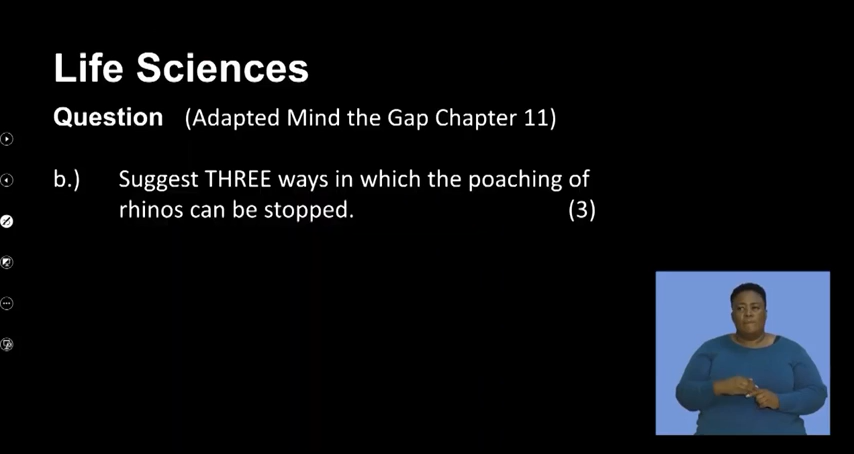 Life Sciences
Question (Adapted Mind the Gap Chapter 11)
b.) Suggest THREE ways in which the poaching of
rhinos can be stopped. (3)